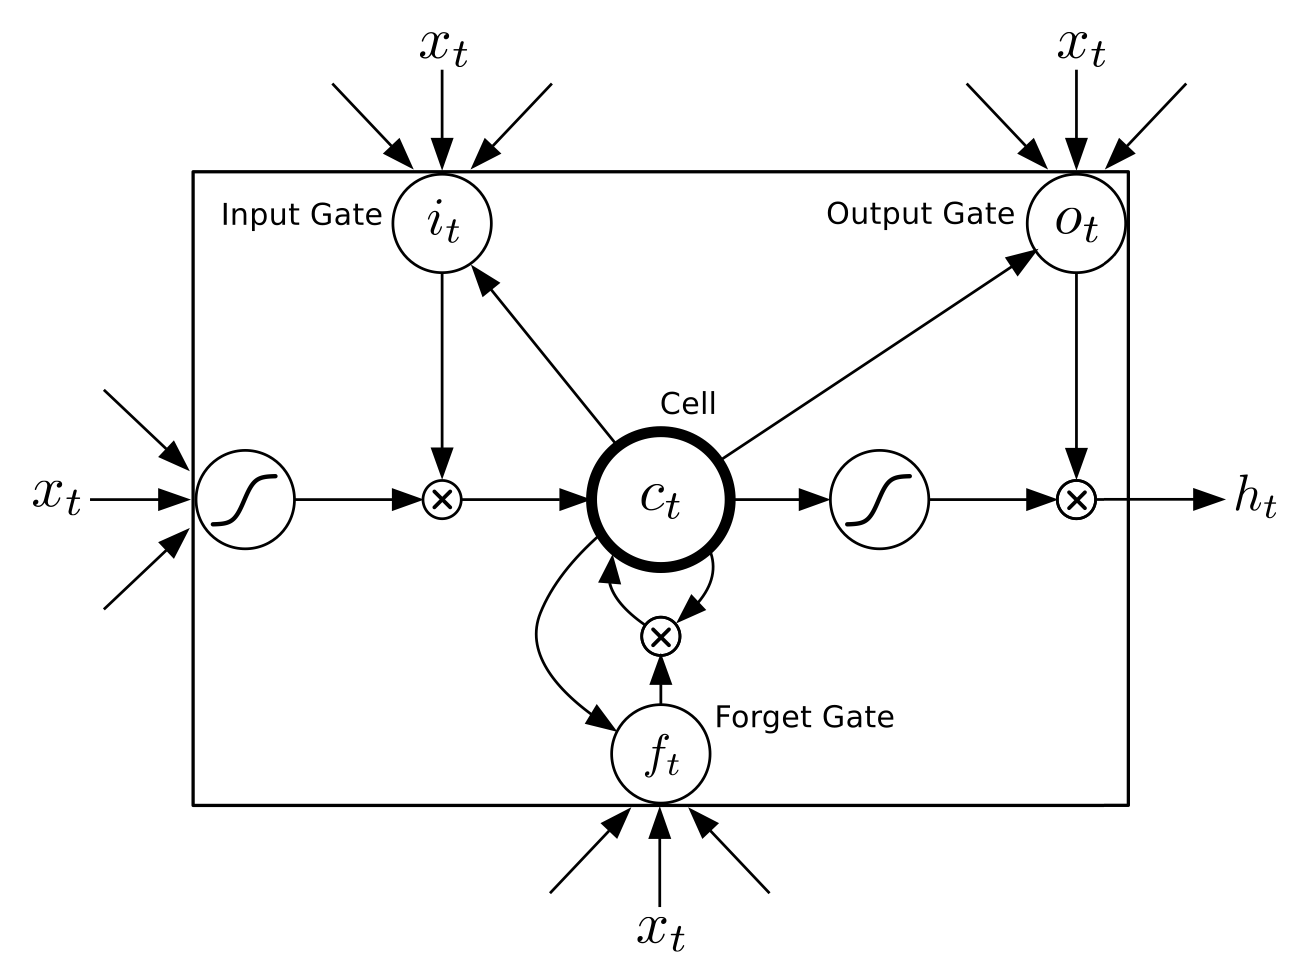 x_t
x_t
Input Gate
i_t
Output Gate
o_t
Cell
x_t
c_t
h_t
Forget Gate
f_t
x_t